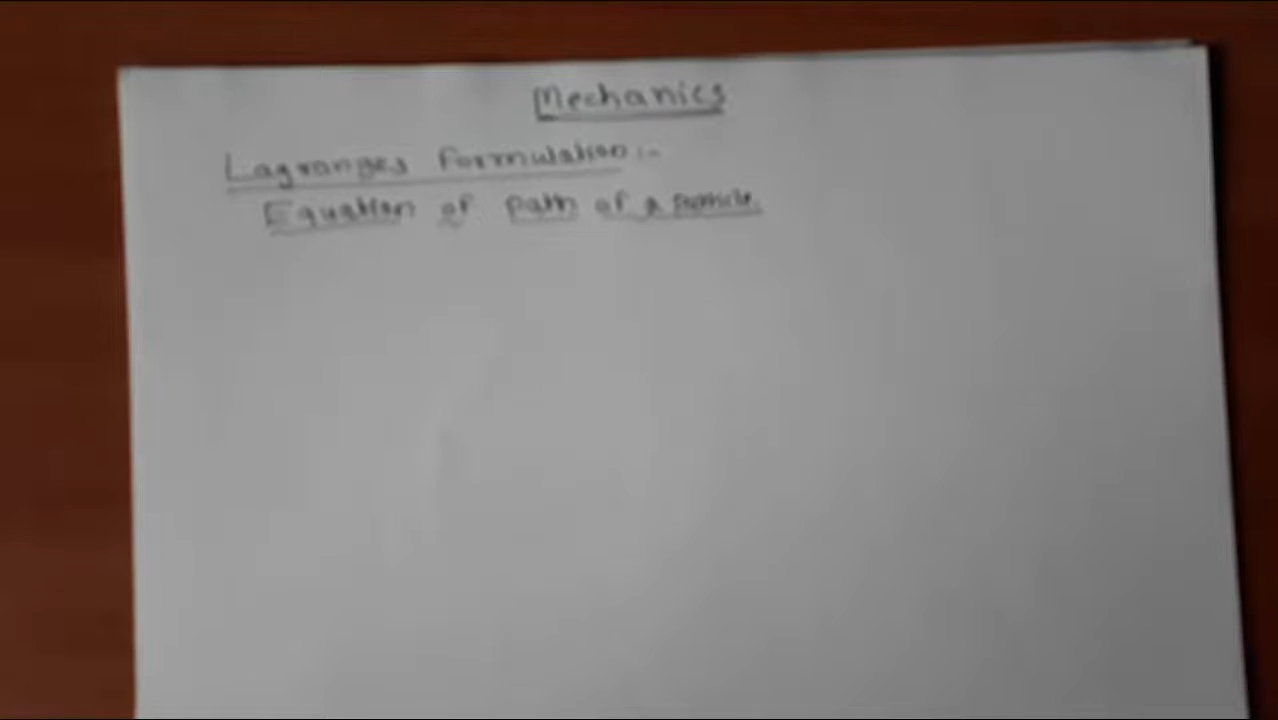 Mechanics
Lagranges Formulation:-
Equation of path of a particle.